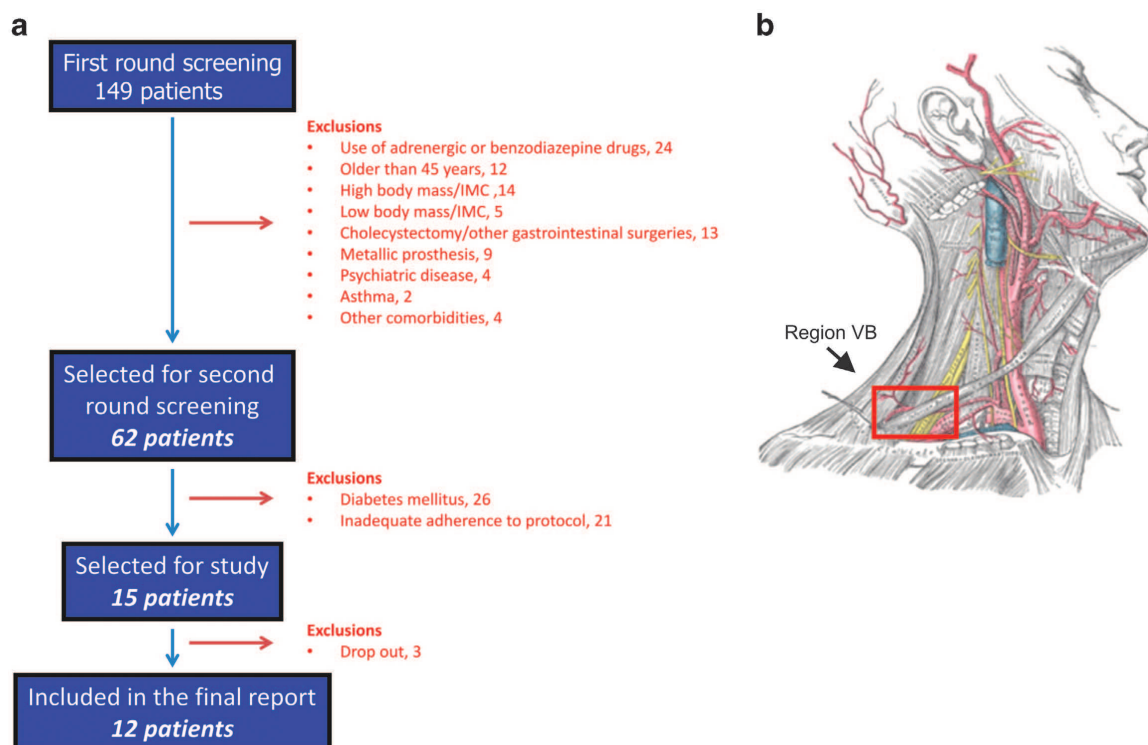 a
First round screening
149 patients
Exclusions
• Use of adrenergic or benzodiazepine drugs, 24
• Older than 45 years, 12
• High body mass/IMC ,14
• Low body mass/IMC, 5
• Cholecystectomy/other gastrointestinal surgeries, 13
• Metallic prosthesis, 9
• Psychiatric disease, 4
• Asthma, 2
• Other comorbidities, 4
Selected for second
round screening
62 patients
Exclusions
• Diabetes mellitus, 26
• Inadequate adherence to protocol, 21
Selected for study
15 patients
Exclusions
• Drop out, 3
Included in the final report
12 patients
b
Region VB